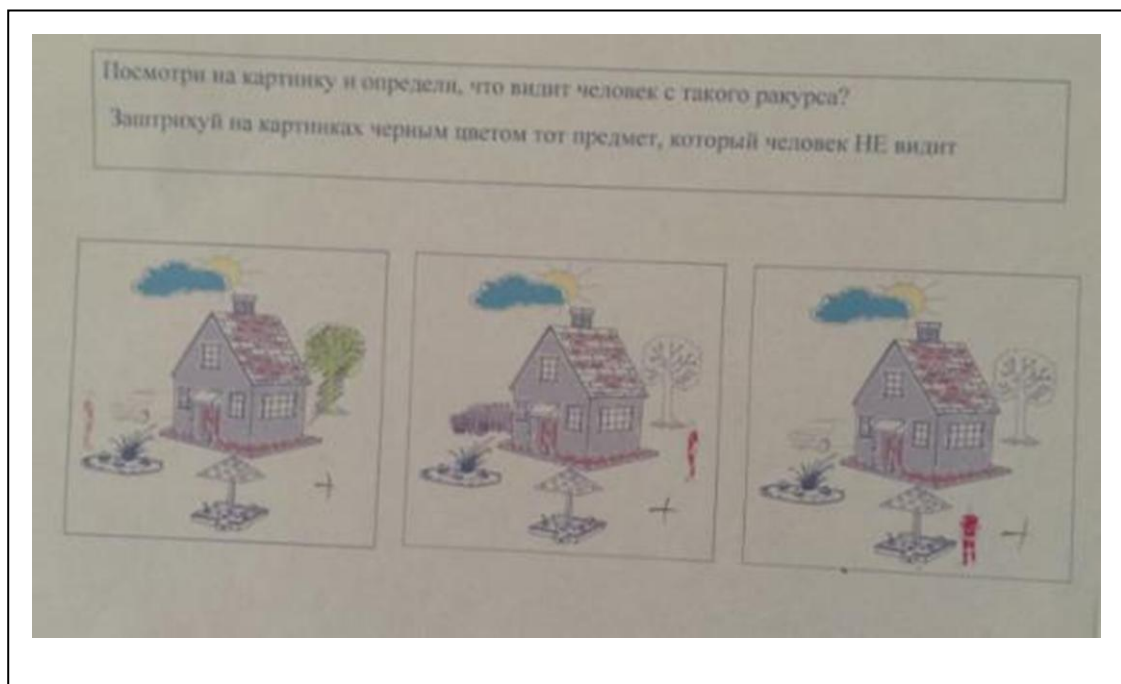 Посмотри на картинку и определи, что видит человек с такого ракурса?
Заштрихуй на картинках черным цветом тот предмет, который человек НЕ видит
+
+
+